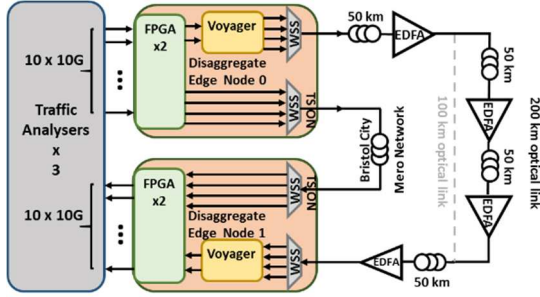 10 x 10G
Traffic
Analysers
x
3
10 x 10G
FPGA
x2
Voyager
WSS
Disaggregate
Edge Node 0
WSS
TSON
50 km
EDFA
50 km
EDFA
50 km
EDFA
50 km
EDFA
100 km optical link
200 km optical link
Bristol City
Mero Network
FPGA
x2
WSS
TSON
Disaggregate
Edge Node 1
Voyager
WSS